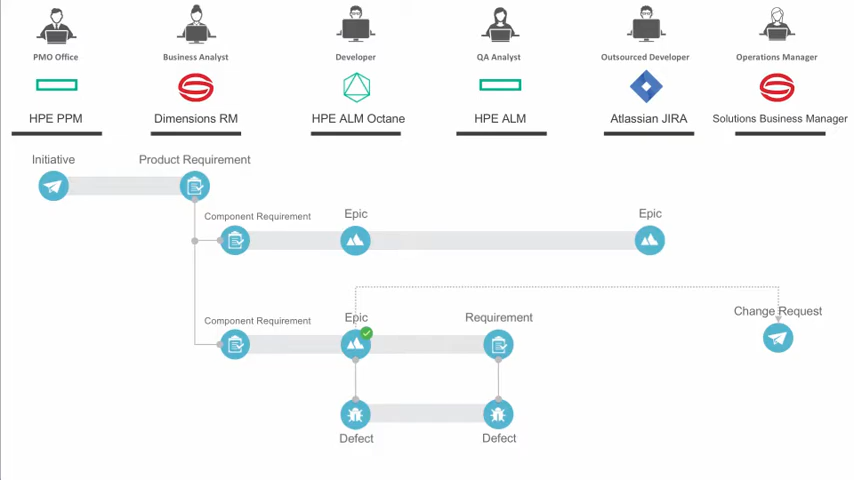 PMO Office
Business Analyst
Developer
QA Analyst
Outsourced Developer
Operations Manager
HPE PPM
Dimensions RM
HPE ALM Octane
HPE ALM
Atlassian JIRA
Solutions Business Manager
Initiative
Product Requirement
Component Requirement
Epic
Epic
Component Requirement
Epic
Requirement
Change Request
Defect
Defect